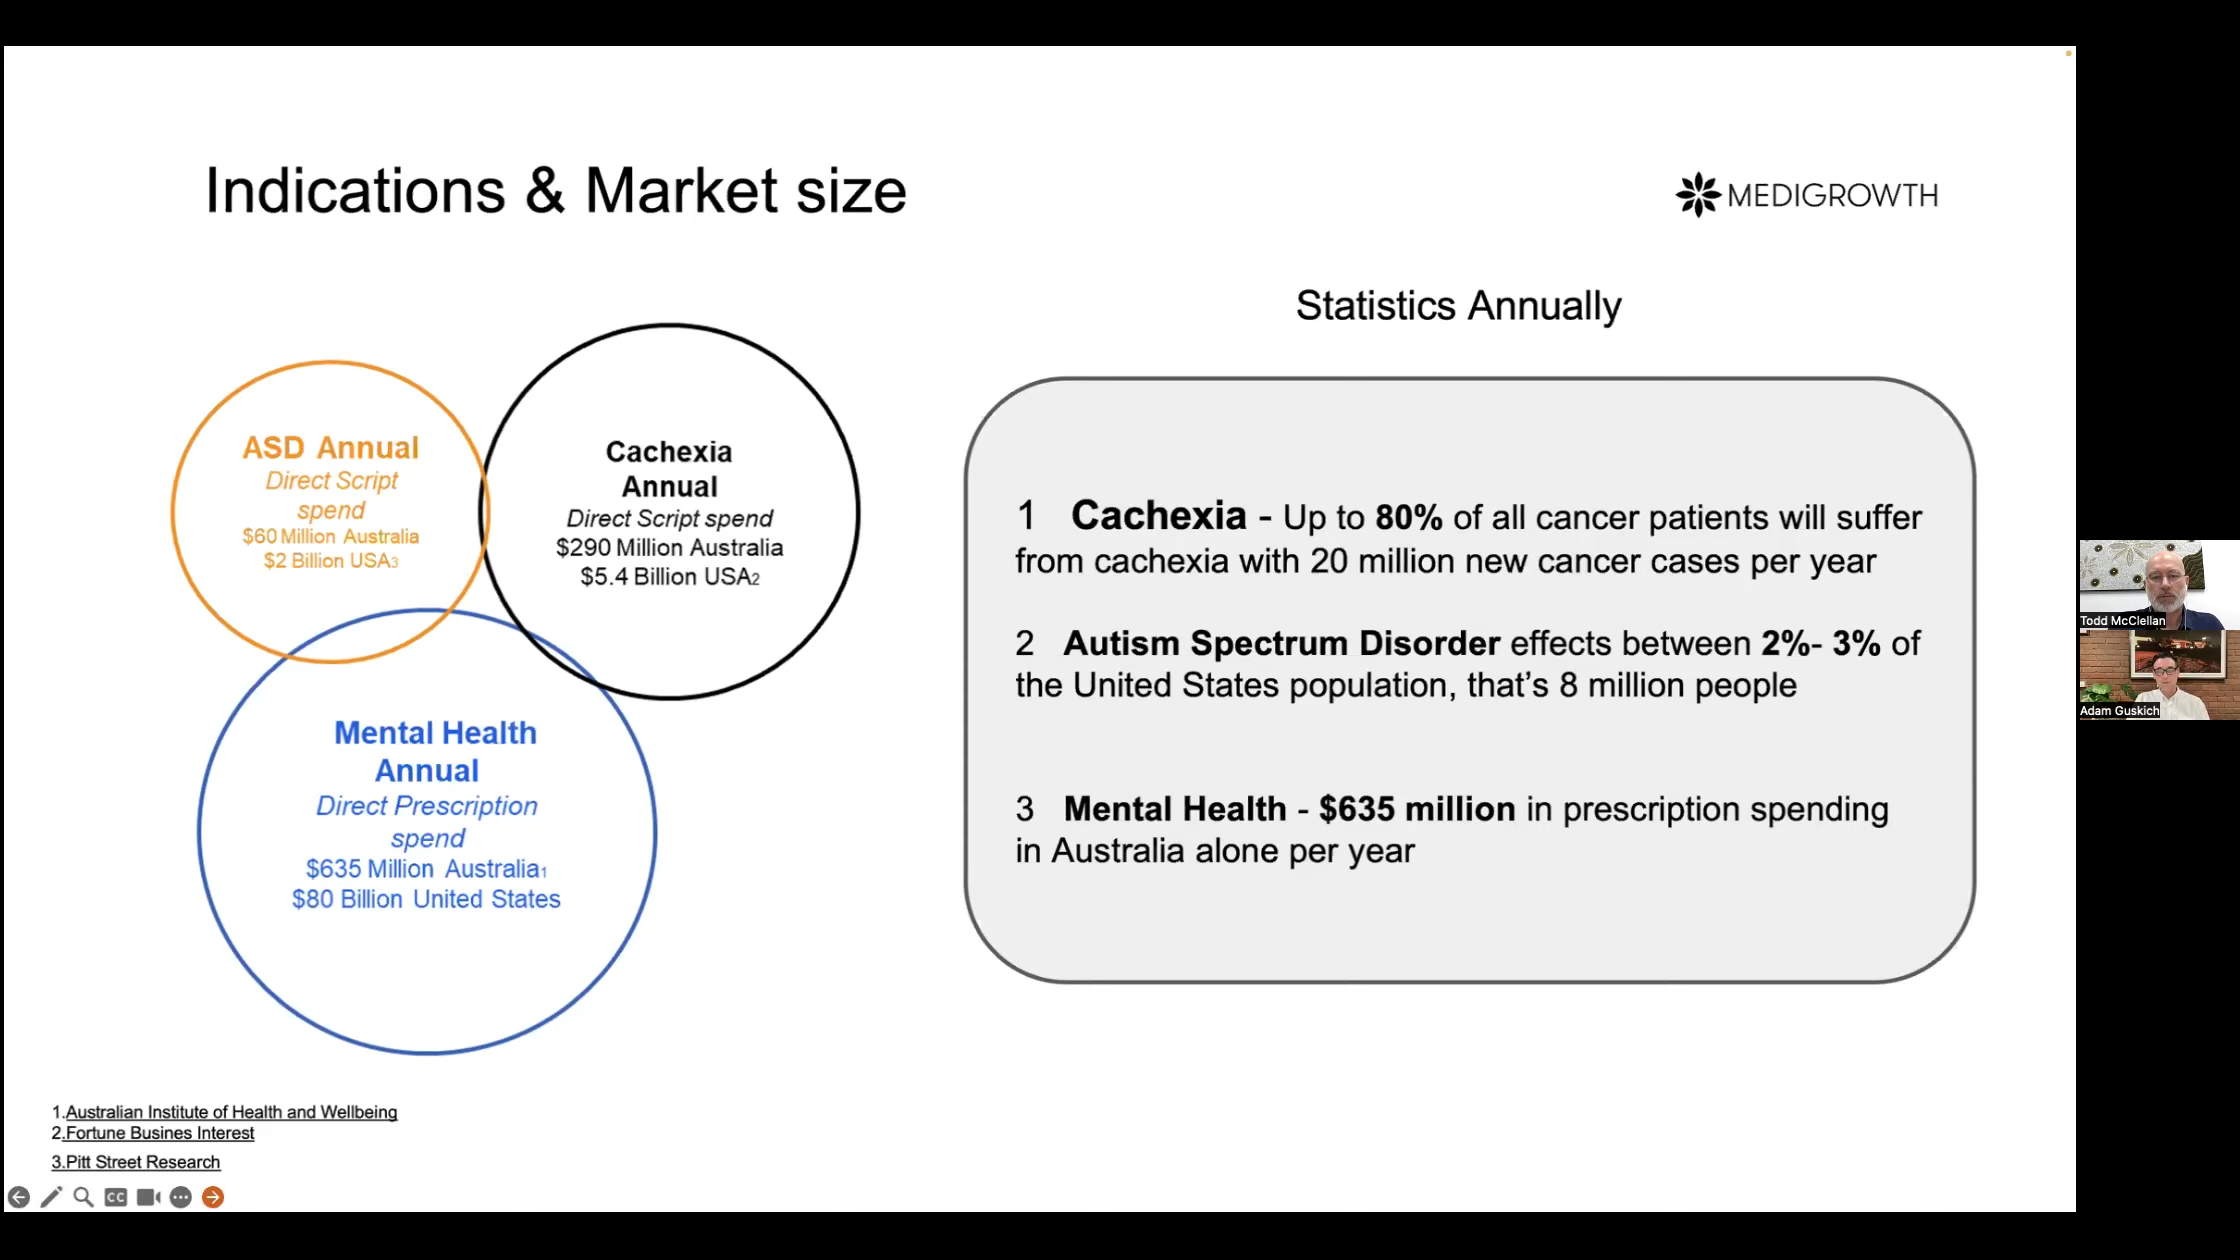 Indications & Market size
MEDIGROWTH
Statistics Annually
ASD Annual
Direct Script
spend
$60 Million Australia
$2 Billion USA3
Cachexia
Annual
Direct Script spend
$290 Million Australia
$5.4 Billion USA2
Mental Health
Annual
Direct Prescription
spend
$635 Million Australia1
$80 Billion United States
1 Cachexia - Up to 80% of all cancer patients will suffer
from cachexia with 20 million new cancer cases per year
2 Autism Spectrum Disorder effects between 2%- 3% of
the United States population, that's 8 million people
3 Mental Health - $635 million in prescription spending
in Australia alone per year
Todd McClellan
Adam Guskich
1.Australian Institute of Health and Wellbeing
2.Fortune Busines Interest
3.Pitt Street Research
CC